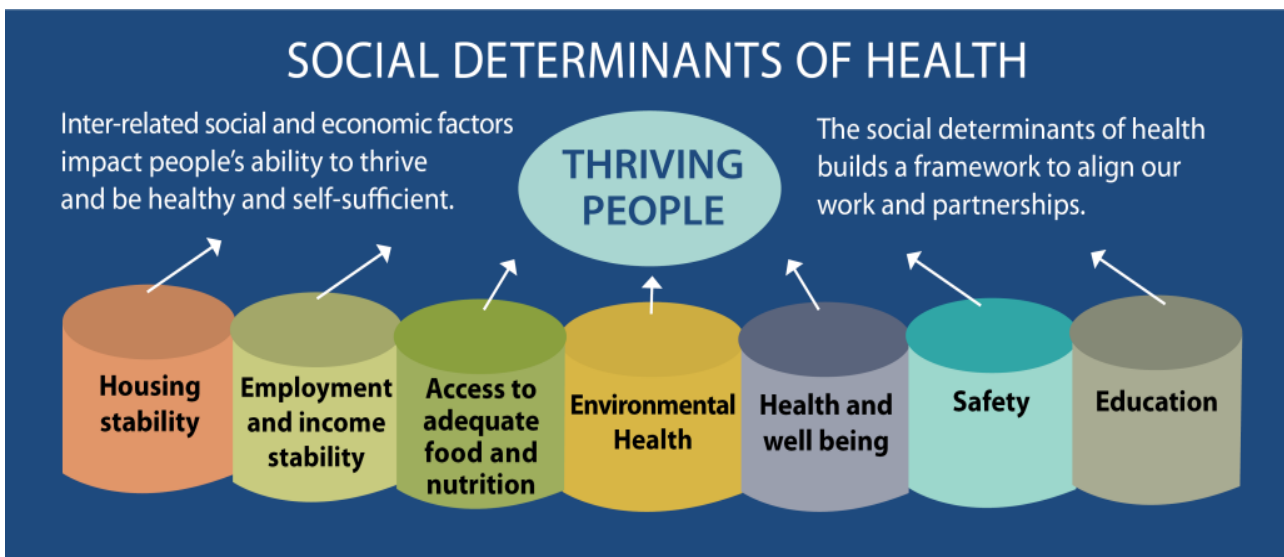 SOCIAL DETERMINANTS OF HEALTH
Inter-related social and economic factors
impact people's ability to thrive
and be healthy and self-sufficient.
THRIVING
PEOPLE
The social determinants of health
builds a framework to align our
work and partnerships.
Housing
stability
Employment
and income
stability
Access to
adequate
food and
nutrition
Environmental
Health
Health and
well being
Safety
Education